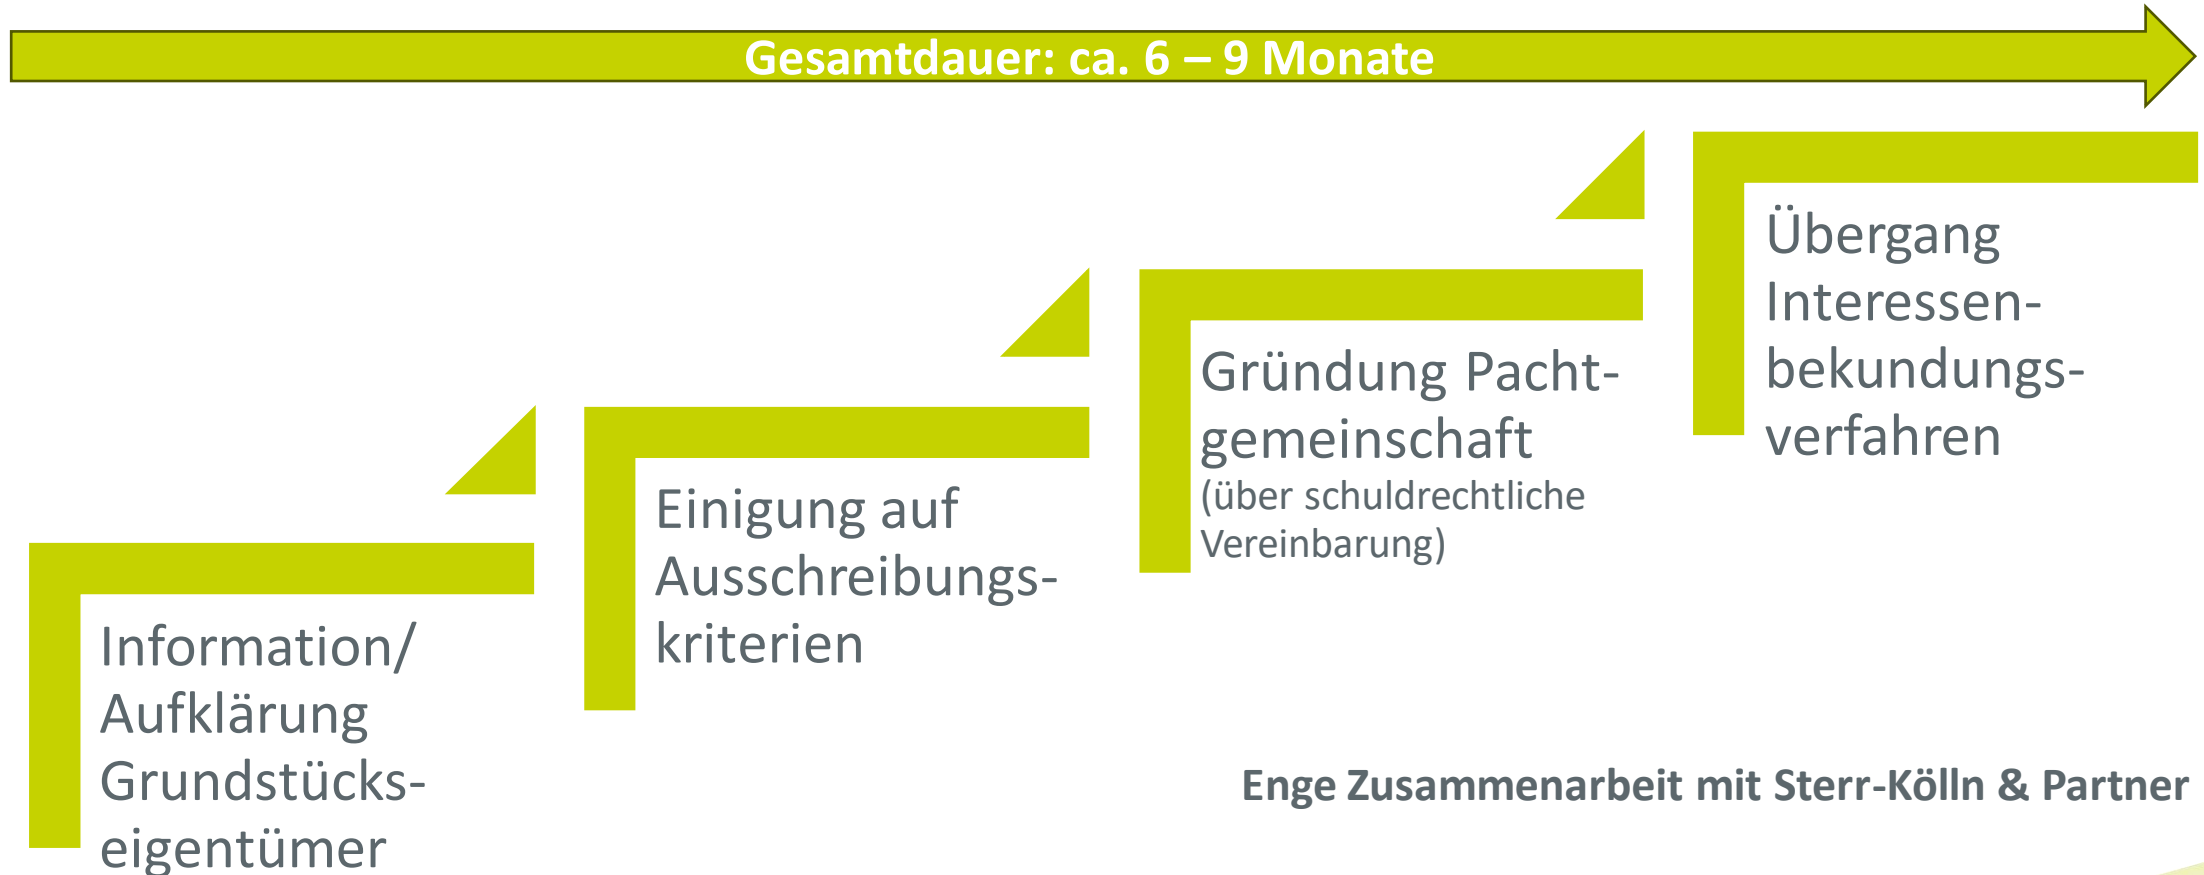 Gesamtdauer: ca. 6 – 9 Monate
Information/
Aufklärung
Grundstücks-
eigentümer
Einigung auf
Ausschreibungs-
kriterien
Gründung Pacht-
gemeinschaft
(über schuldrechtliche
Vereinbarung)
Übergang
Interessen-
bekundungs-
verfahren
Enge Zusammenarbeit mit Sterr-Kölln & Partner